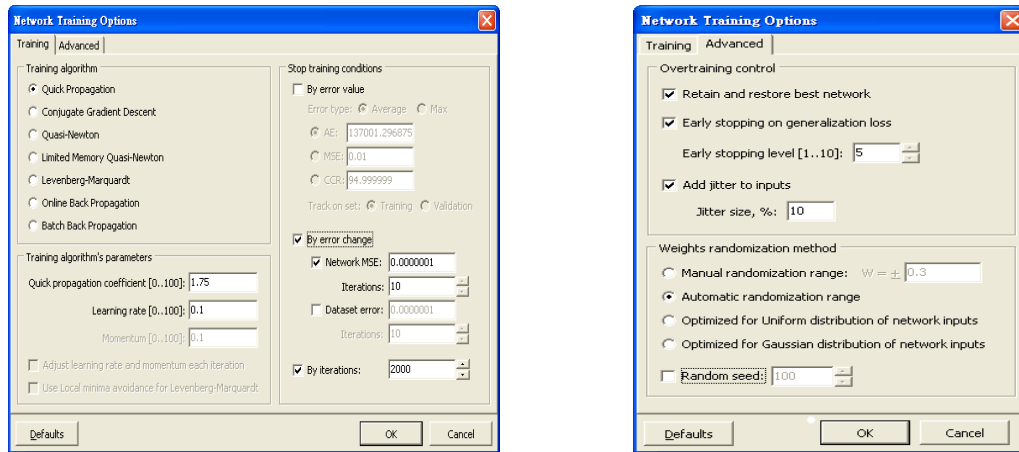 Network Training Options
Training Advanced
Training algorithm
Quick Propagation
Conjugate Gradient Descent
Quasi-Newton
Limited Memory Quasi-Newton
Levenberg-Marquardt
Online Back Propagation
Batch Back Propagation
Training algorithm's parameters
Quick propagation coefficient [0..100]: 1.75
Learning rate [0..100]: 0.1
Momentum [0..100]: 0.1
Adjust learning rate and momentum each iteration
Use Local minima avoidance for Levenberg-Marquardt
Stop training conditions
By error value
Error type: Average Max
AE: 137001.296875
MSE: 0.01
CCR: 94.999999
Track on set: Training Validation
By error change
Network MSE: 0.0000001
Iterations: 10
Dataset error: 0.0000001
Iterations: 10
By iterations: 2000
Defaults OK Cancel
Network Training Options
Training Advanced
Overtraining control
Retain and restore best network
Early stopping on generalization loss
Early stopping level [1..10]: 5
Add jitter to inputs
Jitter size, %: 10
Weights randomization method
Manual randomization range: W = ± 0.3
Automatic randomization range
Optimized for Uniform distribution of network inputs
Optimized for Gaussian distribution of network inputs
Random seed: 100
Defaults OK Cancel